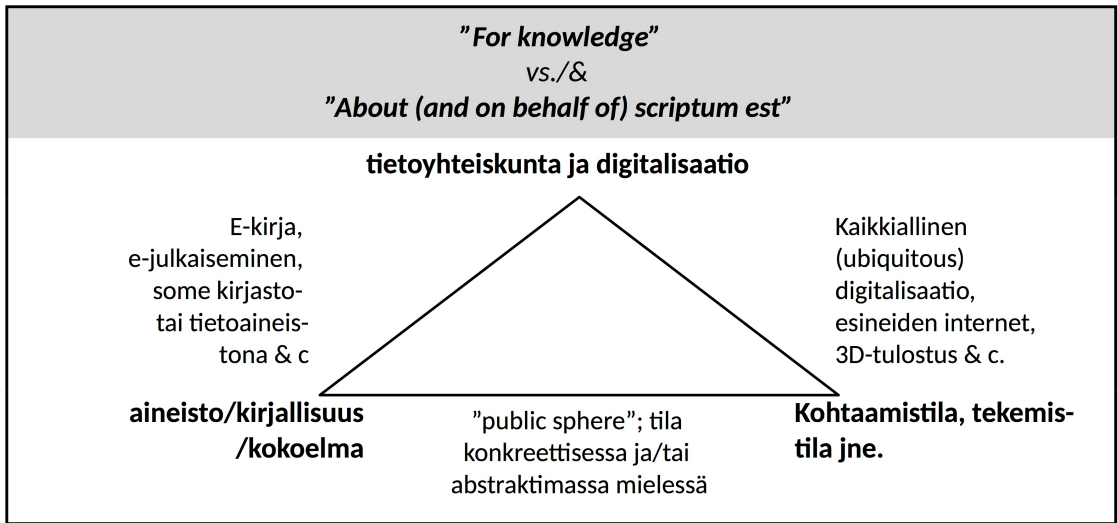 ”For knowledge”
vs./&
”About (and on behalf of) scriptum est”
tietoyhteiskunta ja digitalisaatio
E-kirja,
e-julkaiseminen,
some kirjasto-
tai tietoaineis-
tona & c
Kaikkiallinen
(ubiquitous)
digitalisaatio,
esineiden internet,
3D-tulostus & c.
aineisto/kirjallisuus
/kokoelma
”public sphere”; tila
konkreettisessa ja/tai
abstraktimassa mielessä
Kohtaamistila, tekemis-
tila jne.